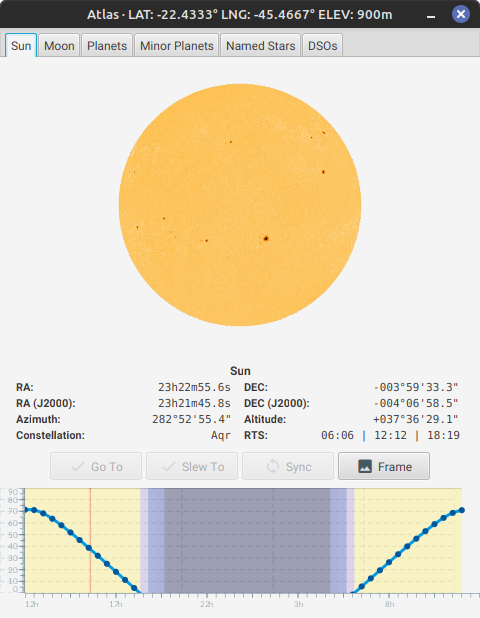 Atlas · LAT: -22.4333° LNG: -45.4667° ELEV: 900m
Sun Moon Planets Minor Planets Named Stars DSOs
Sun
RA: 23h22m55.6s DEC: -003°59'33.3"
RA (J2000): 23h21m45.8s DEC (J2000): -004°06'58.5"
Azimuth: 282°52'55.4" Altitude: +037°36'29.1"
Constellation: Aqr RTS: 06:06 | 12:12 | 18:19
Go To Slew To Sync Frame
90
80
70
60
50
40
30
20
10
0
12h 17h 22h 3h 8h